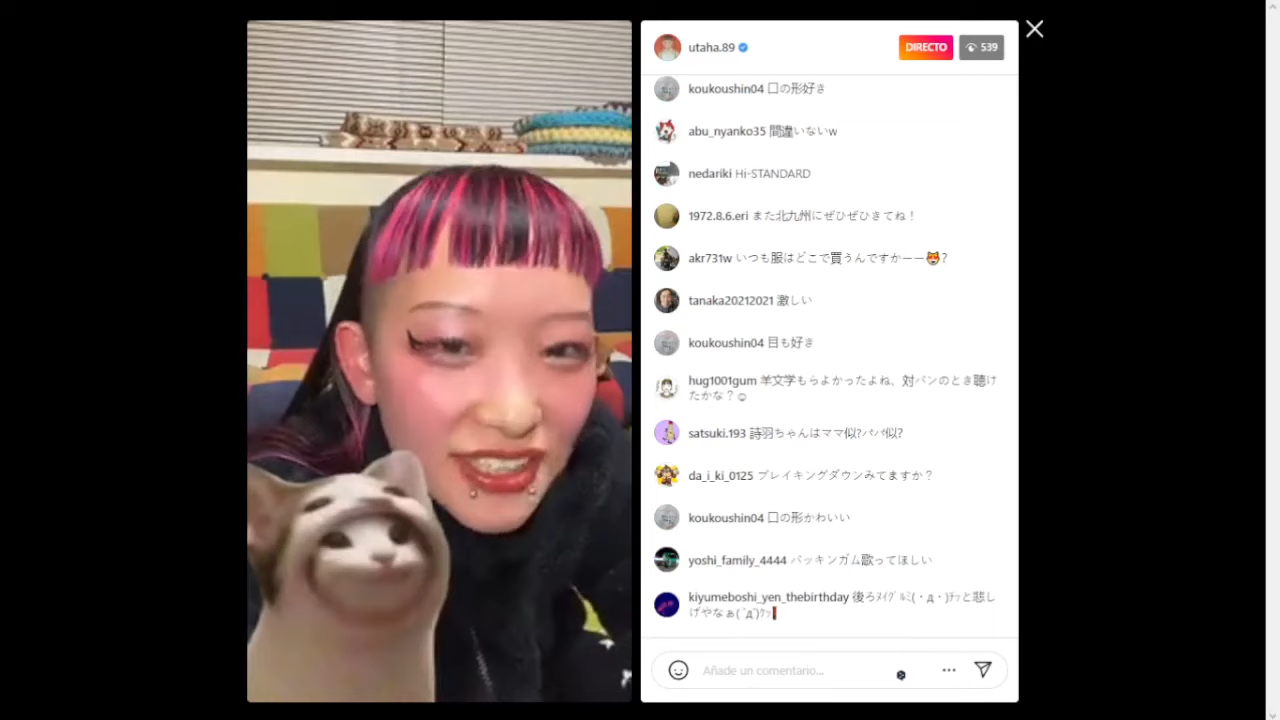 utaha.89
DIRECTO
539
koukoushin04 口の形好き
abu_nyanko35 間違いないw
nedariki Hi-STANDARD
1972.8.6.eri また北九州にぜひぜひきてね！
akr731w いつも服はどこで買うんですかーー😼？
tanaka20212021 激しい
koukoushin04 目も好き
hug1001gum 羊文学もらよかったよね、対バンのとき聴け
たかな？☺
satsuki.193 詩羽ちゃんはママ似?パパ似?
da_i_ki_0125 ブレイキングダウンみてますか？
koukoushin04 口の形かわいい
yoshi_family_4444 バッキンガム歌ってほしい
kiyumeboshi_yen_thebirthday 後ろﾇｲｸﾞﾙﾐ(・д・)ﾁｯと悲し
げやなぁ(`д´)ｸｯ
Añade un comentario...